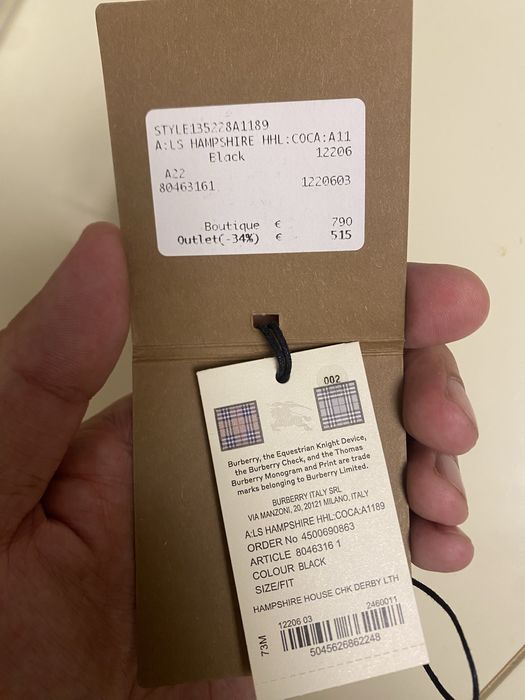 STYLE135228A1189
A:LS HAMPSHIRE HHL:COCA:A11
Black 12206
A22
80463161 1220603
Boutique € 790
Outlet(-34%) € 515
002
Burberry, the Equestrian Knight Device,
the Burberry Check, and the Thomas
Burberry Monogram and Print are trade
marks belonging to Burberry Limited.
BURBERRY ITALY SRL
VIA MANZONI, 20, 20121 MILANO, ITALY
A:LS HAMPSHIRE HHL:COCA:A1189
ORDER No 4500690863
ARTICLE 8046316 1
COLOUR BLACK
SIZE/FIT
HAMPSHIRE HOUSE CHK DERBY LTH
12206 03 2460011
73M
5045626862248